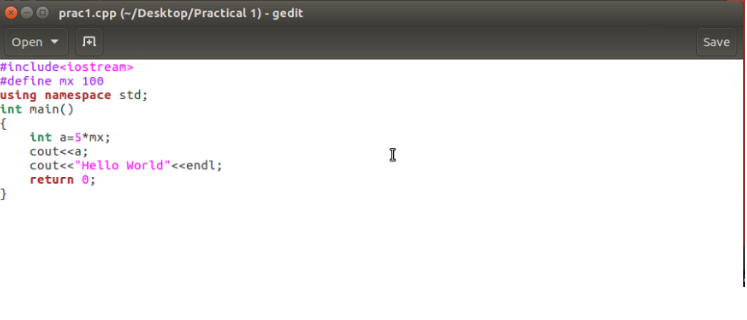 prac1.cpp (~/Desktop/Practical 1) - gedit
Open Save
#include<iostream>
#define mx 100
using namespace std;
int main()
{
    int a=5*mx;
    cout<<a;
    cout<<"Hello World"<<endl;
    return 0;
}